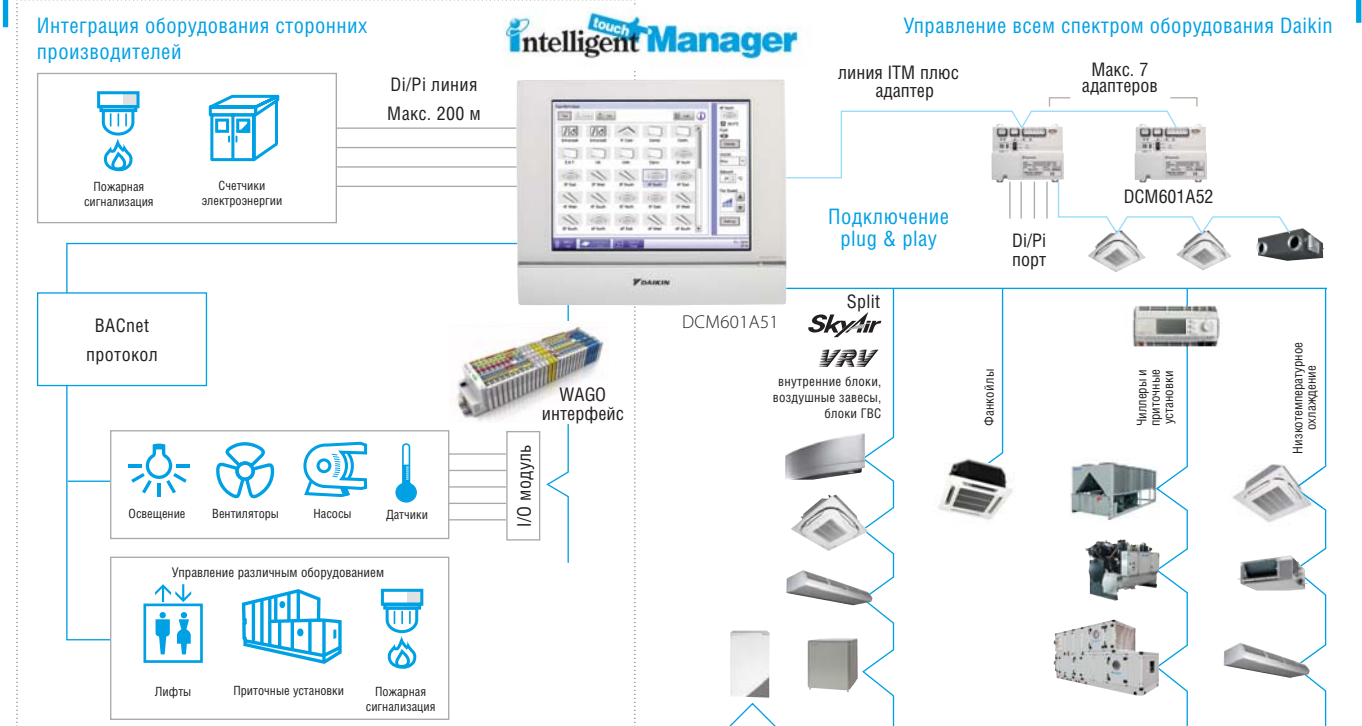 Интеграция оборудования сторонних
производителей
touch
intelligent Manager
Управление всем спектром оборудования Daikin
Di/Pi линия
Макс. 200 м
Пожарная
сигнализация
Счетчики
электроэнергии
линия ITM плюс
адаптер
Макс. 7
адаптеров
DCM601A52
Подключение
plug & play
Di/Pi
порт
DAIKIN
DCM601A51
BACnet
протокол
WAGO
интерфейс
Split
SkyAir
VRV
внутренние блоки,
воздушные завесы,
блоки ГВС
Фанкойлы
Чиллеры и
приточные
установки
Низкотемпературное
охлаждение
I/O модуль
Освещение
Вентиляторы
Насосы
Датчики
Управление различным оборудованием
Лифты
Приточные установки
Пожарная
сигнализация